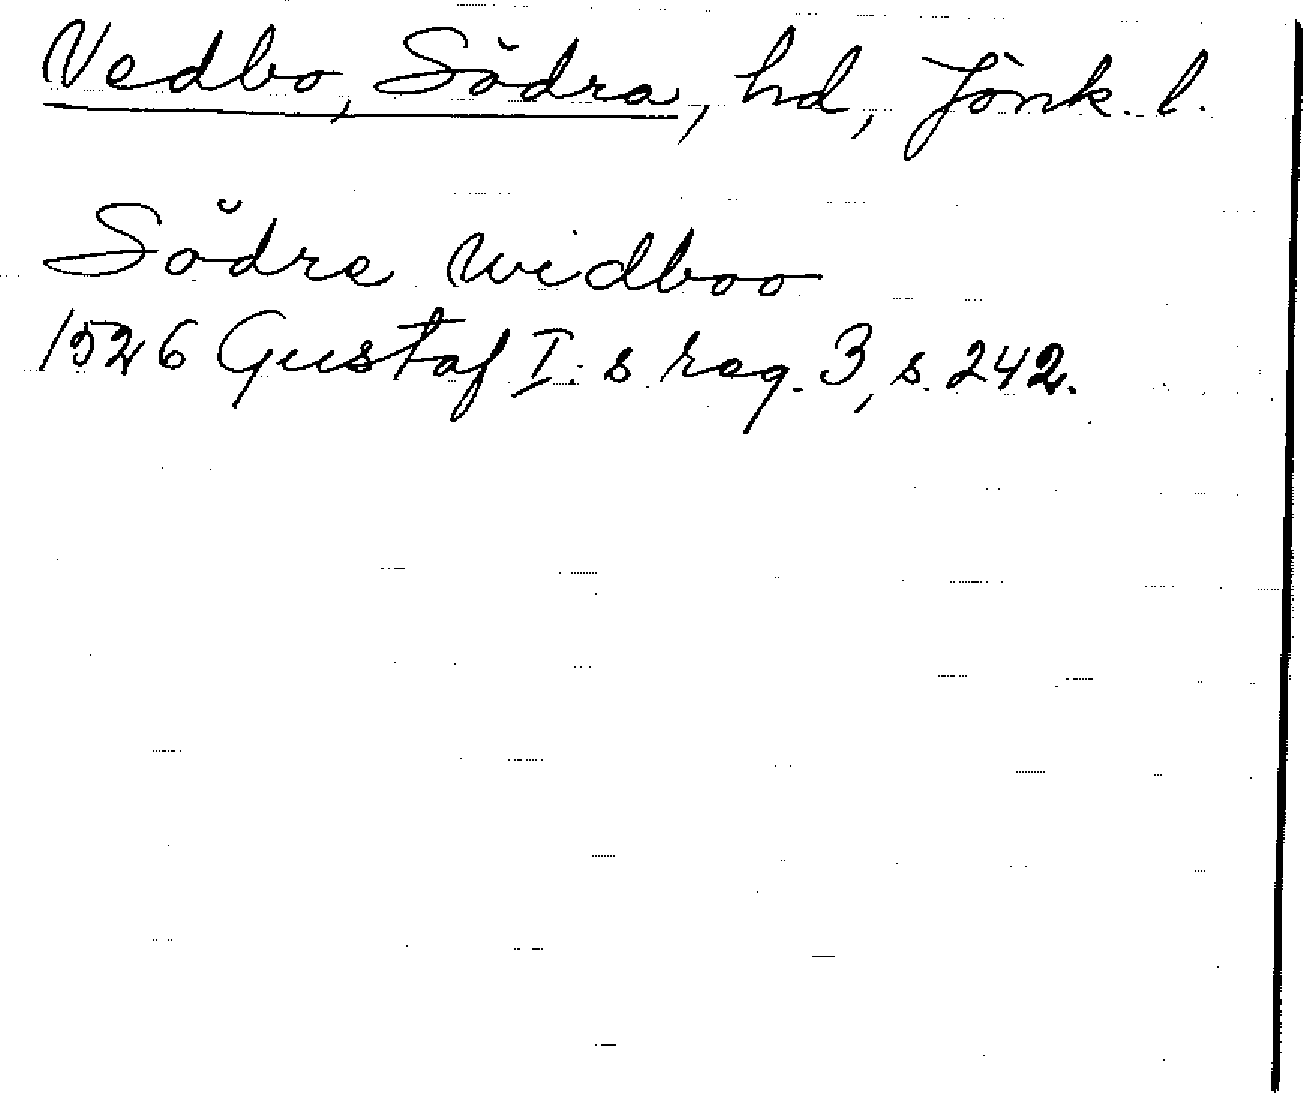 Vedbo, Södra, hd, Jönk. l.
Södre Widboo
1526 Gustaf I:s reg. 3, s. 242.